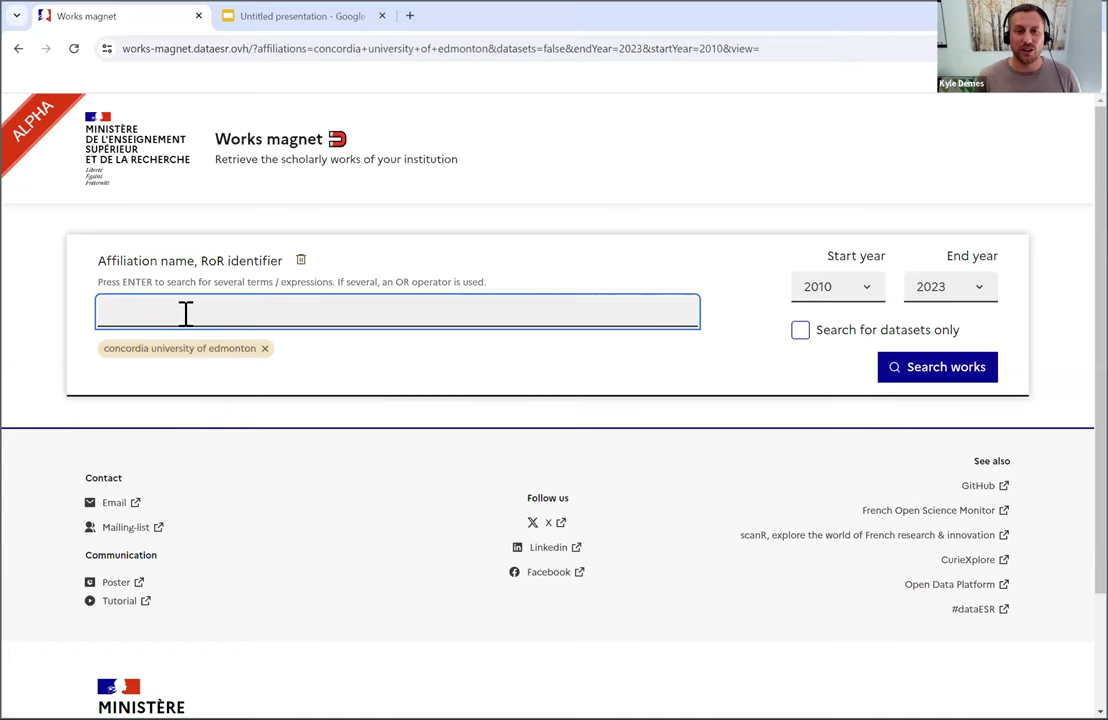 Works magnet
Untitled presentation - Google
works-magnet.dataesr.ovh/?affiliations=concordia+university+of+edmonton&datasets=false&endYear=2023&startYear=2010&view=
Kyle Demes
ALPHA
MINISTÈRE
DE L'ENSEIGNEMENT
SUPÉRIEUR
ET DE LA RECHERCHE
Liberté
Égalité
Fraternité
Works magnet
Retrieve the scholarly works of your institution
Affiliation name, RoR identifier
Press ENTER to search for several terms / expressions. If several, an OR operator is used.
concordia university of edmonton
Start year
End year
2010
2023
Search for datasets only
Search works
Contact
Email
Mailing-list
Communication
Poster
Tutorial
Follow us
X
Linkedin
Facebook
See also
GitHub
French Open Science Monitor
scanR, explore the world of French research & innovation
CurieXplore
Open Data Platform
#dataESR
MINISTÈRE